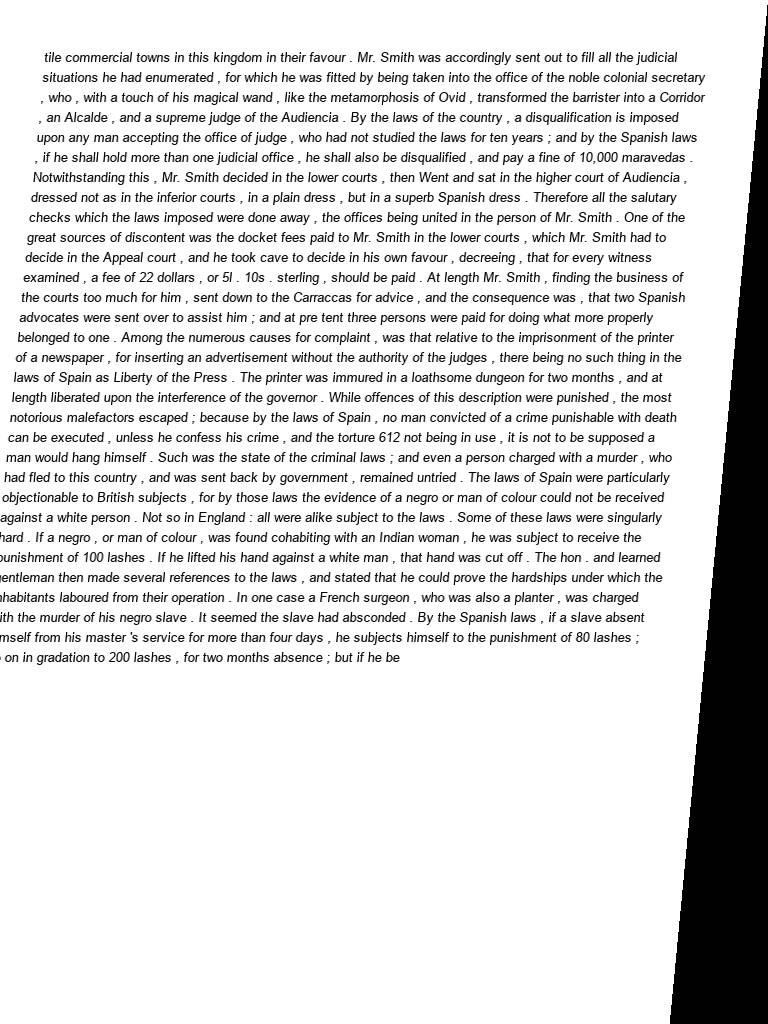 tile commercial towns in this kingdom in their favour . Mr. Smith was accordingly sent out to fill all the judicial
situations he had enumerated , for which he was fitted by being taken into the office of the noble colonial secretary
, who , with a touch of his magical wand , like the metamorphosis of Ovid , transformed the barrister into a Corridor
, an Alcalde , and a supreme judge of the Audiencia . By the laws of the country , a disqualification is imposed
upon any man accepting the office of judge , who had not studied the laws for ten years ; and by the Spanish laws
, if he shall hold more than one judicial office , he shall also be disqualified , and pay a fine of 10,000 maravedas .
Notwithstanding this , Mr. Smith decided in the lower courts , then Went and sat in the higher court of Audiencia ,
dressed not as in the inferior courts , in a plain dress , but in a superb Spanish dress . Therefore all the salutary
checks which the laws imposed were done away , the offices being united in the person of Mr. Smith . One of the
great sources of discontent was the docket fees paid to Mr. Smith in the lower courts , which Mr. Smith had to
decide in the Appeal court , and he took cave to decide in his own favour , decreeing , that for every witness
examined , a fee of 22 dollars , or 5l . 10s . sterling , should be paid . At length Mr. Smith , finding the business of
the courts too much for him , sent down to the Carraccas for advice , and the consequence was , that two Spanish
advocates were sent over to assist him ; and at pre tent three persons were paid for doing what more properly
belonged to one . Among the numerous causes for complaint , was that relative to the imprisonment of the printer
of a newspaper , for inserting an advertisement without the authority of the judges , there being no such thing in the
laws of Spain as Liberty of the Press . The printer was immured in a loathsome dungeon for two months , and at
length liberated upon the interference of the governor . While offences of this description were punished , the most
notorious malefactors escaped ; because by the laws of Spain , no man convicted of a crime punishable with death
can be executed , unless he confess his crime , and the torture 612 not being in use , it is not to be supposed a
man would hang himself . Such was the state of the criminal laws ; and even a person charged with a murder , who
had fled to this country , and was sent back by government , remained untried . The laws of Spain were particularly
objectionable to British subjects , for by those laws the evidence of a negro or man of colour could not be received
against a white person . Not so in England : all were alike subject to the laws . Some of these laws were singularly
hard . If a negro , or man of colour , was found cohabiting with an Indian woman , he was subject to receive the
punishment of 100 lashes . If he lifted his hand against a white man , that hand was cut off . The hon . and learned
gentleman then made several references to the laws , and stated that he could prove the hardships under which the
nhabitants laboured from their operation . In one case a French surgeon , who was also a planter , was charged
ith the murder of his negro slave . It seemed the slave had absconded . By the Spanish laws , if a slave absent
mself from his master 's service for more than four days , he subjects himself to the punishment of 80 lashes ;
on in gradation to 200 lashes , for two months absence ; but if he be